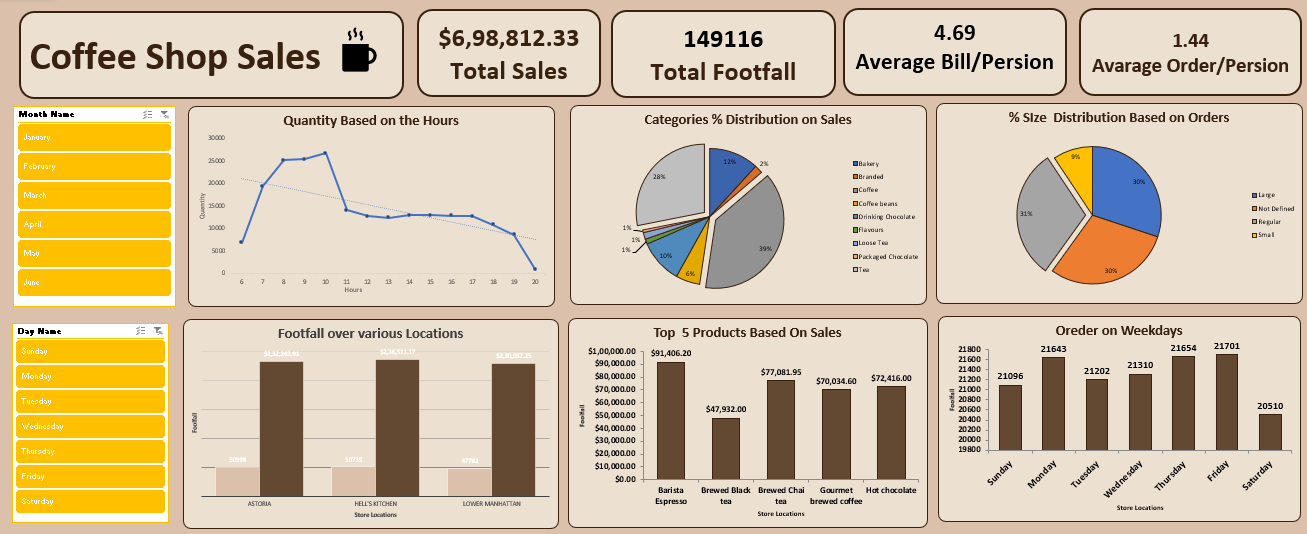 Coffee Shop Sales
$6,98,812.33
Total Sales
149116
Total Footfall
4.69
Average Bill/Persion
1.44
Avarage Order/Persion
Month Name
January
February
March
April
May
June
Quantity Based on the Hours
30000
25000
20000
15000
10000
5000
0
Quantity
6 7 8 9 10 11 12 13 14 15 16 17 18 19 20
Hours
Categories % Distribution on Sales
12%
2%
39%
6%
10%
1%
1%
1%
28%
Bakery
Branded
Coffee
Coffee beans
Drinking Chocolate
Flavours
Loose Tea
Packaged Chocolate
Tea
% SIze Distribution Based on Orders
9%
30%
31%
30%
Large
Not Defined
Regular
Small
Day Name
Sunday
Monday
Tuesday
Wednesday
Thursday
Friday
Saturday
Footfall over various Locations
Footfall
47782
ASTORIA HELL'S KITCHEN LOWER MANHATTAN
Store Locations
Top 5 Products Based On Sales
$1,00,000.00
$90,000.00
$80,000.00
$70,000.00
$60,000.00
$50,000.00
$40,000.00
$30,000.00
$20,000.00
$10,000.00
$0.00
Footfall
$91,406.20
$47,932.00
$77,081.95
$70,034.60
$72,416.00
Barista Espresso
Brewed Black tea
Brewed Chai tea
Gourmet brewed coffee
Hot chocolate
Store Locations
Oreder on Weekdays
21800
21600
21400
21200
21000
20800
20600
20400
20200
20000
19800
Footfall
21096
21643
21202
21310
21654
21701
20510
Sunday
Monday
Tuesday
Wednesday
Thursday
Friday
Saturday
Store Locations